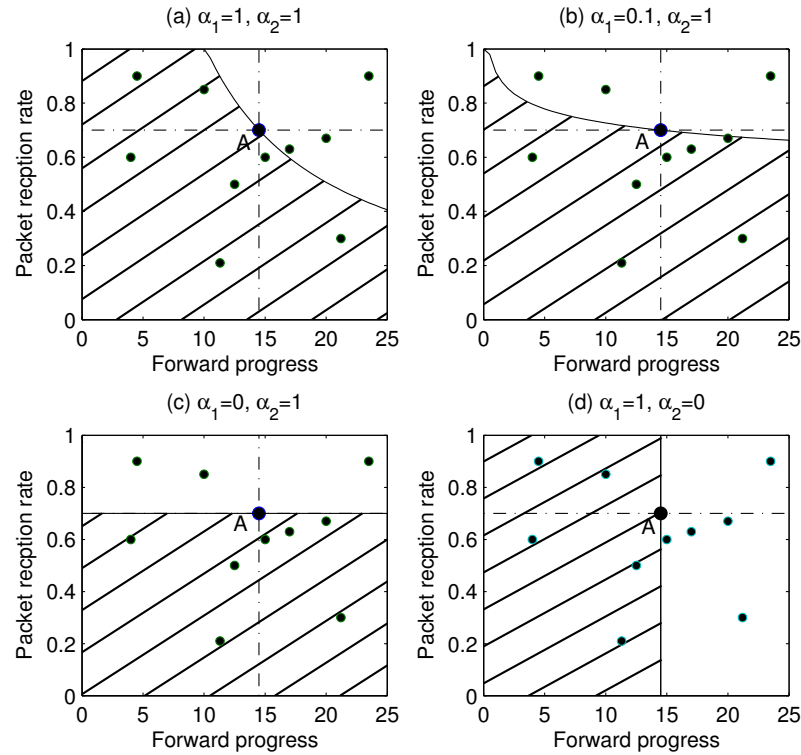 (a) α1=1, α2=1
Packet recption rate
1
0.8
0.6
0.4
0.2
0
A
0 5 10 15 20 25
Forward progress
(b) α1=0.1, α2=1
Packet recption rate
1
0.8
0.6
0.4
0.2
0
A
0 5 10 15 20 25
Forward progress
(c) α1=0, α2=1
Packet recption rate
1
0.8
0.6
0.4
0.2
0
A
0 5 10 15 20 25
Forward progress
(d) α1=1, α2=0
Packet recption rate
1
0.8
0.6
0.4
0.2
0
A
0 5 10 15 20 25
Forward progress